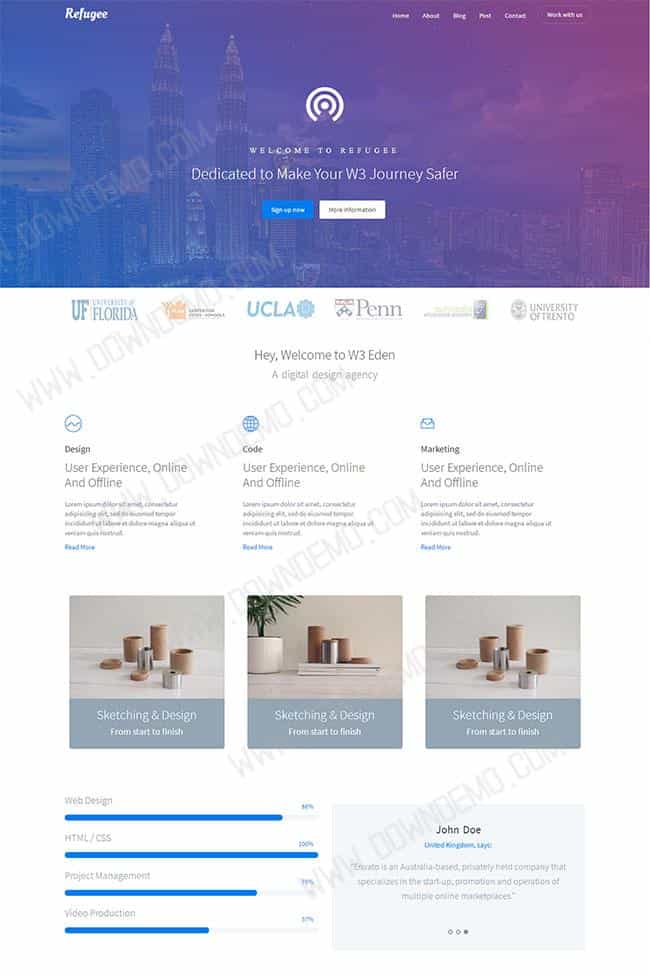 Refugee
Home About Blog Post Contact Work with us
WELCOME TO REFUGEE
Dedicated to Make Your W3 Journey Safer
Sign up now More information
UF UNIVERSITY of FLORIDA
UCLA
Penn
UNIVERSITY OF TRENTO
Hey, Welcome to W3 Eden
A digital design agency
Design
User Experience, Online
And Offline
Lorem ipsum dolor sit amet, consectetur
adipisicing elit, sed do eiusmod tempor
incididunt ut labore et dolore magna aliqua ut
veniam quis nostrud.
Read More
Code
User Experience, Online
And Offline
Lorem ipsum dolor sit amet, consectetur
adipisicing elit, sed do eiusmod tempor
incididunt ut labore et dolore magna aliqua ut
veniam quis nostrud.
Read More
Marketing
User Experience, Online
And Offline
Lorem ipsum dolor sit amet, consectetur
adipisicing elit, sed do eiusmod tempor
incididunt ut labore et dolore magna aliqua ut
veniam quis nostrud.
Read More
Sketching & Design
From start to finish
Sketching & Design
From start to finish
Sketching & Design
From start to finish
Web Design
HTML / CSS
100%
Project Management
Video Production
57%
John Doe
United Kingdom, says:
"Envato is an Australia-based, privately held company that
specializes in the start-up, promotion and operation of
multiple online marketplaces."
WWW.DOWNDEMO.COM
WWW.DOWNDEMO.COM
WWW.DOWNDEMO.COM
WWW.DOWNDEMO.COM